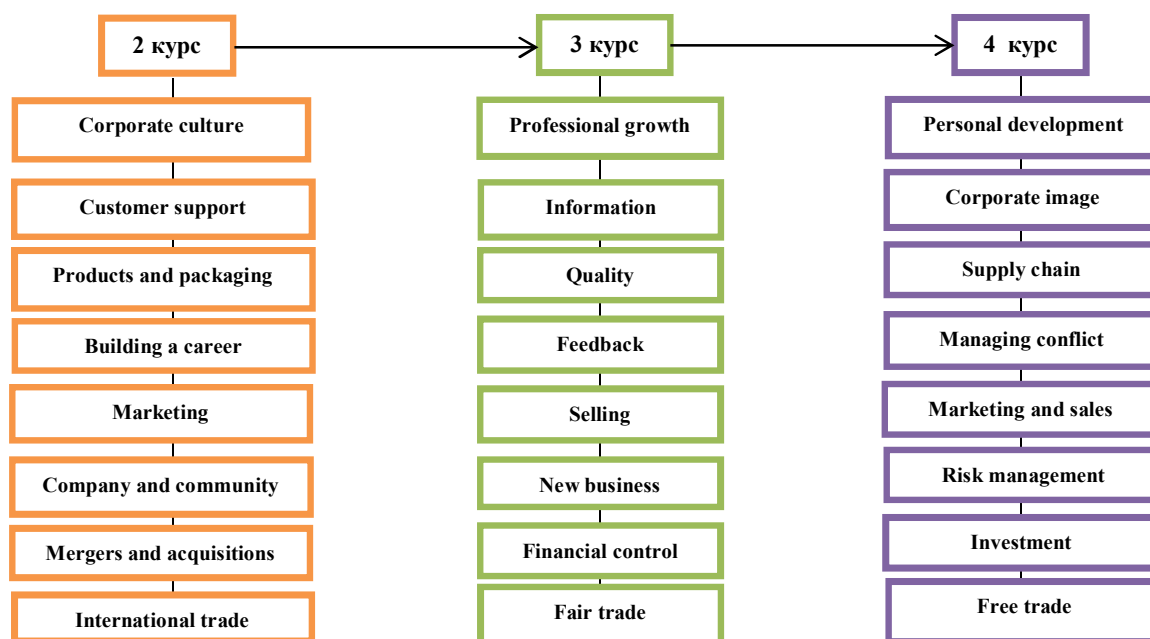 2 курс
Corporate culture
Customer support
Products and packaging
Building a career
Marketing
Company and community
Mergers and acquisitions
International trade
3 курс
Professional growth
Information
Quality
Feedback
Selling
New business
Financial control
Fair trade
4 курс
Personal development
Corporate image
Supply chain
Managing conflict
Marketing and sales
Risk management
Investment
Free trade